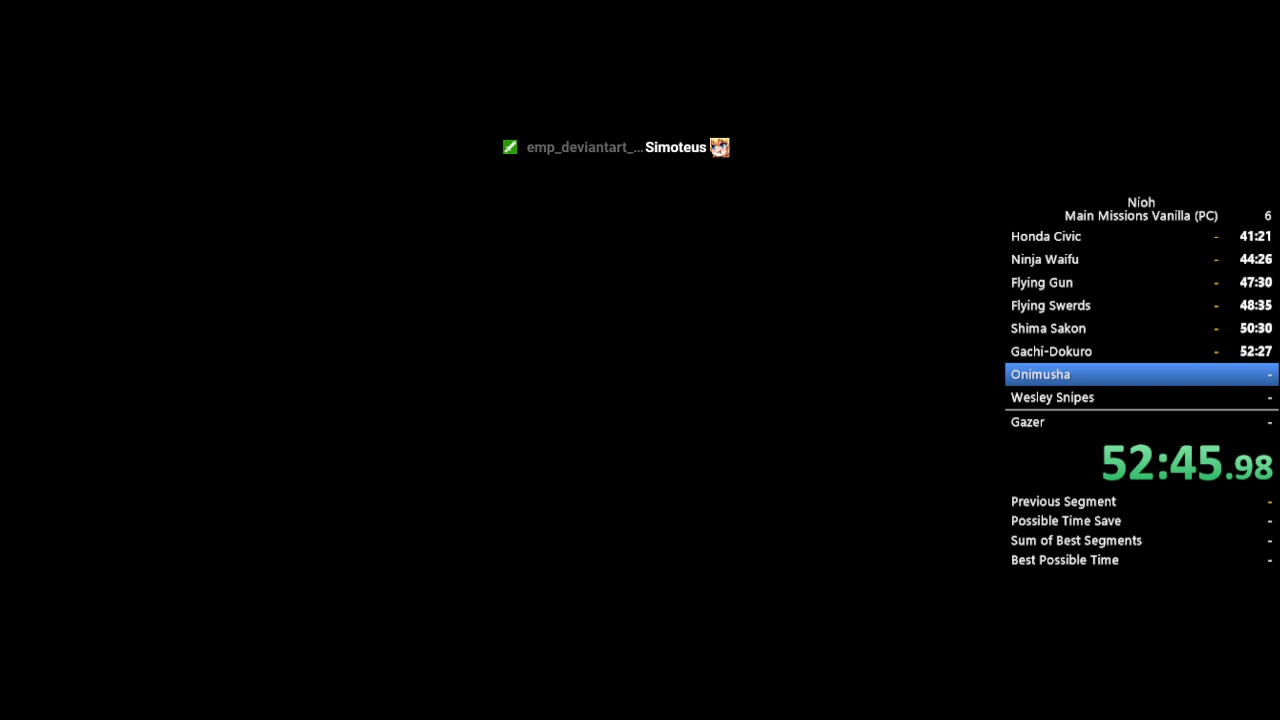 emp_deviantart_... Simoteus
Nioh
Main Missions Vanilla (PC) 6
Honda Civic - 41:21
Ninja Waifu - 44:26
Flying Gun - 47:30
Flying Swerds - 48:35
Shima Sakon - 50:30
Gachi-Dokuro - 52:27
Onimusha -
Wesley Snipes -
Gazer -
52:45.98
Previous Segment -
Possible Time Save -
Sum of Best Segments -
Best Possible Time -